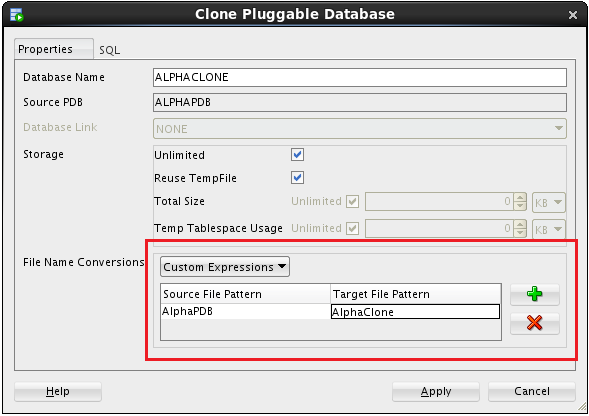 Clone Pluggable Database
Properties SQL
Database Name ALPHACLONE
Source PDB ALPHAPDB
Database Link NONE
Storage Unlimited
Reuse TempFile
Total Size Unlimited 0 KB
Temp Tablespace Usage Unlimited 0 KB
File Name Conversions Custom Expressions
Source File Pattern Target File Pattern
AlphaPDB AlphaClone
Help Apply Cancel